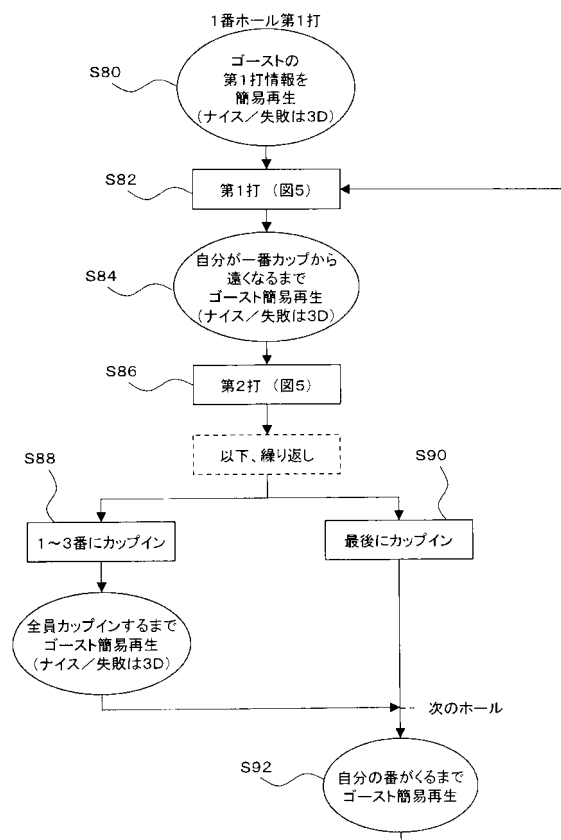 1番ホール第1打
S80
ゴーストの
第1打情報を
簡易再生
(ナイス／失敗は3D)
S82
第1打 (図5)
S84
自分が一番カップから
遠くなるまで
ゴースト簡易再生
(ナイス／失敗は3D)
S86
第2打 (図5)
以下、繰り返し
S88
1～3番にカップイン
S90
最後にカップイン
全員カップインするまで
ゴースト簡易再生
(ナイス／失敗は3D)
次のホール
S92
自分の番がくるまで
ゴースト簡易再生